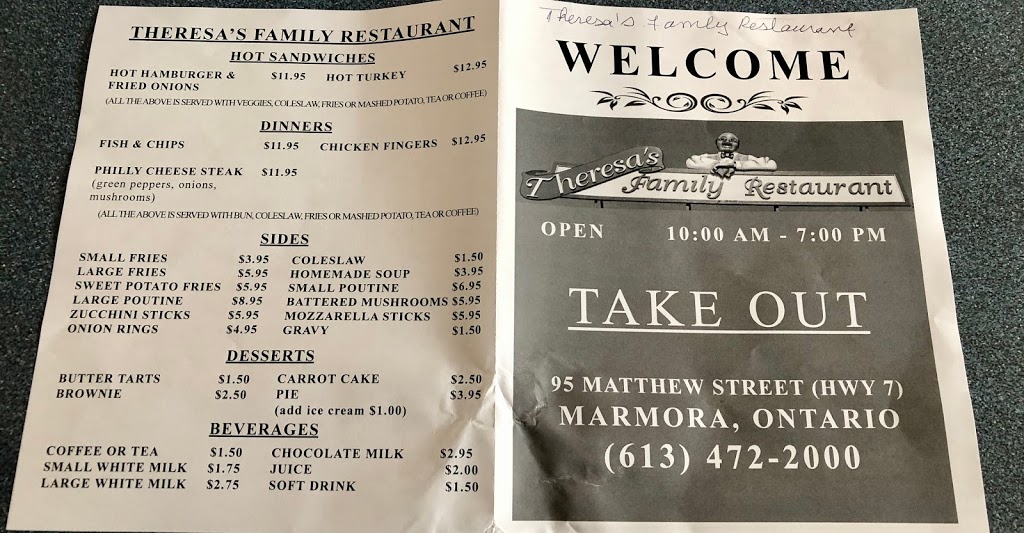 THERESA'S FAMILY RESTAURANT
HOT SANDWICHES
HOT HAMBURGER & $11.95 HOT TURKEY $12.95
FRIED ONIONS
(ALL THE ABOVE IS SERVED WITH VEGGIES, COLESLAW, FRIES OR MASHED POTATO, TEA OR COFFEE)
DINNERS
FISH & CHIPS $11.95 CHICKEN FINGERS $12.95
PHILLY CHEESE STEAK $11.95
(green peppers, onions,
mushrooms)
(ALL THE ABOVE IS SERVED WITH BUN, COLESLAW, FRIES OR MASHED POTATO, TEA OR COFFEE)
SIDES
SMALL FRIES $3.95 COLESLAW $1.50
LARGE FRIES $5.95 HOMEMADE SOUP $3.95
SWEET POTATO FRIES $5.95 SMALL POUTINE $6.95
LARGE POUTINE $8.95 BATTERED MUSHROOMS $5.95
ZUCCHINI STICKS $5.95 MOZZARELLA STICKS $5.95
ONION RINGS $4.95 GRAVY $1.50
DESSERTS
BUTTER TARTS $1.50 CARROT CAKE $2.50
BROWNIE $2.50 PIE $3.95
(add ice cream $1.00)
BEVERAGES
COFFEE OR TEA $1.50 CHOCOLATE MILK $2.95
SMALL WHITE MILK $1.75 JUICE $2.00
LARGE WHITE MILK $2.75 SOFT DRINK $1.50
Theresa's Family Restaurant
WELCOME
Theresa's
Family Restaurant
OPEN 10:00 AM - 7:00 PM
TAKE OUT
95 MATTHEW STREET (HWY 7)
MARMORA, ONTARIO
(613) 472-2000